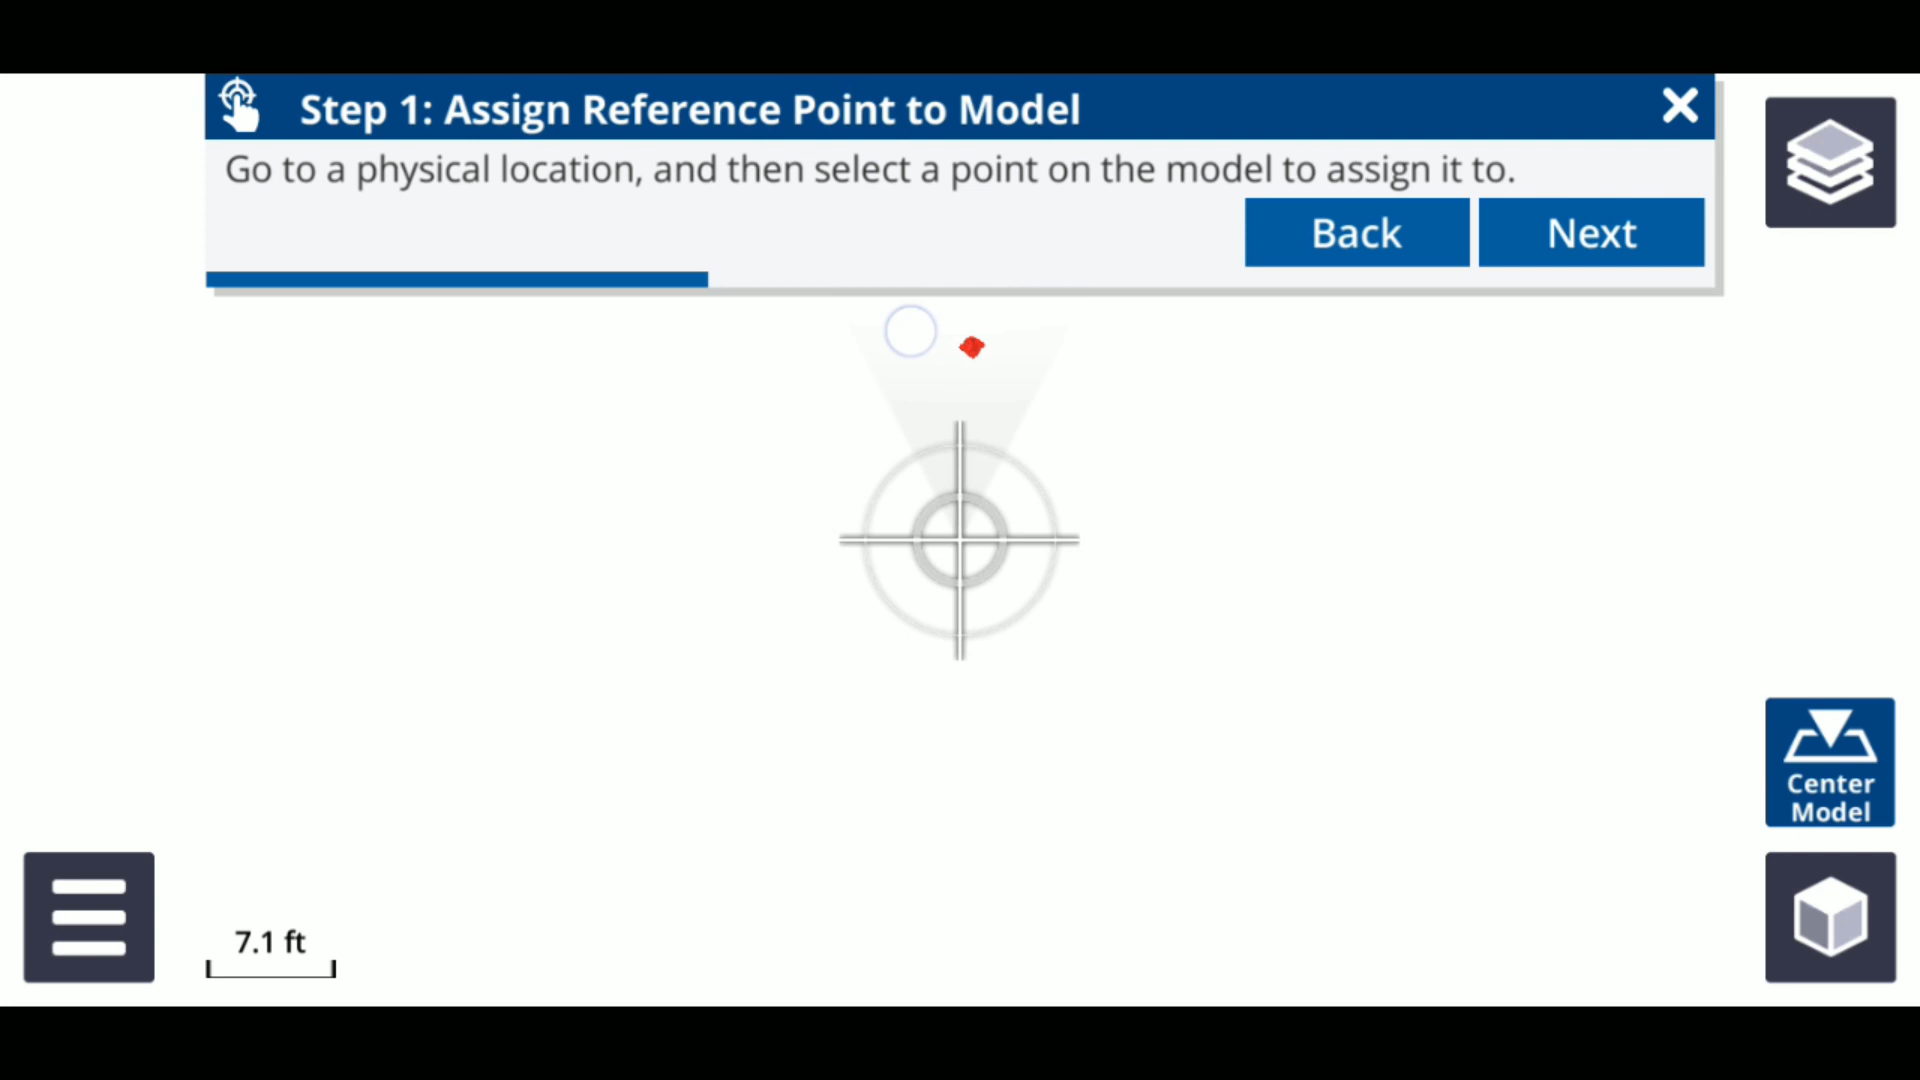 Step 1: Assign Reference Point to Model
Go to a physical location, and then select a point on the model to assign it to.
Back
Next
Center
Model
7.1 ft